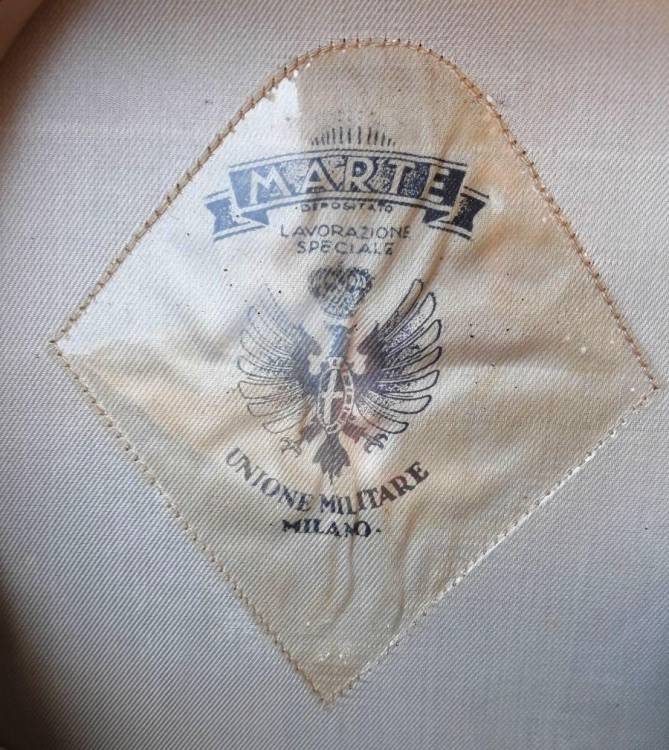 MARTE
DEPOSITATO
LAVORAZIONE
SPECIALE
UNIONE MILITARE
·MILANO·